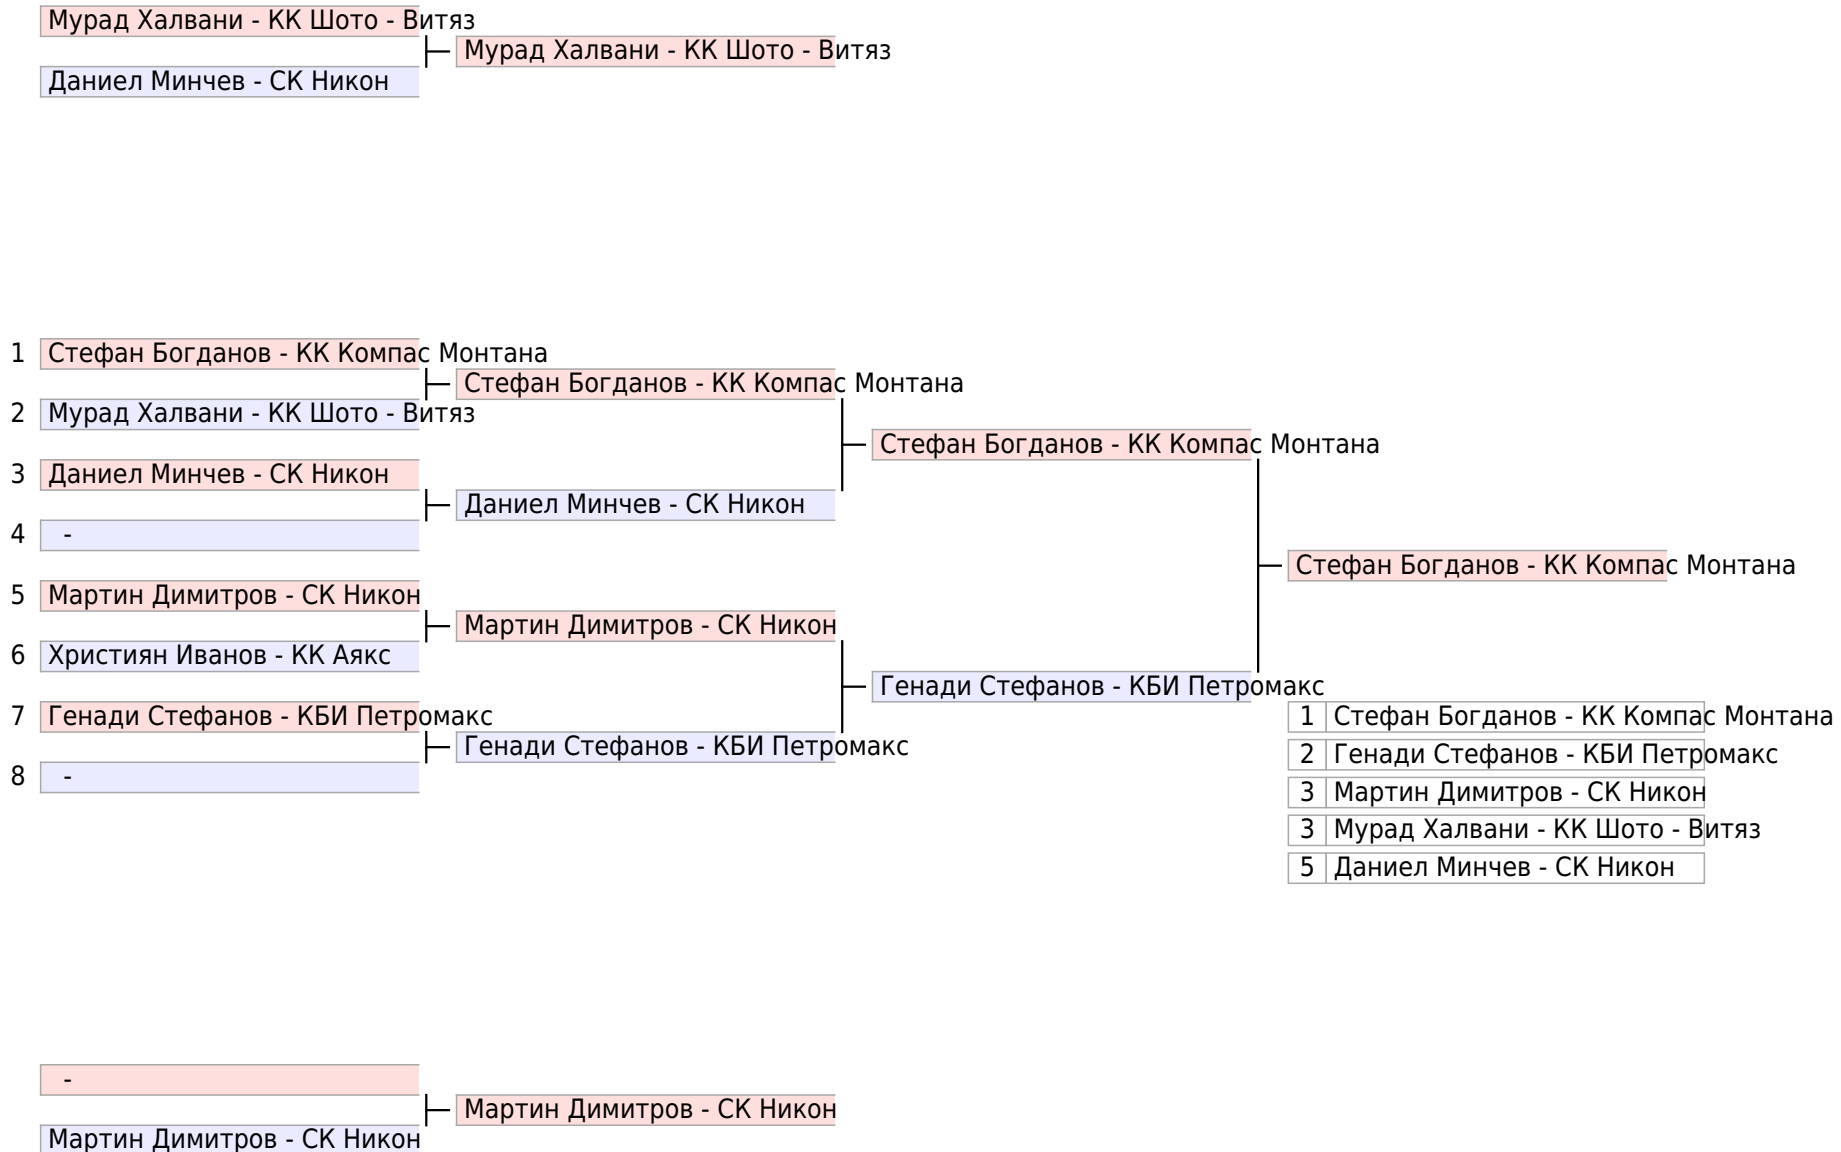 Мурад Халвани - КК Шото - Витяз
Мурад Халвани - КК Шото - Витяз
Даниел Минчев - СК Никон
1 Стефан Богданов - КК Компас Монтана
Стефан Богданов - КК Компас Монтана
2 Мурад Халвани - КК Шото - Витяз
Стефан Богданов - КК Компас Монтана
3 Даниел Минчев - СК Никон
Даниел Минчев - СК Никон
4 -
Стефан Богданов - КК Компас Монтана
5 Мартин Димитров - СК Никон
Мартин Димитров - СК Никон
6 Християн Иванов - КК Аякс
Генади Стефанов - КБИ Петромакс
7 Генади Стефанов - КБИ Петромакс
Генади Стефанов - КБИ Петромакс
8 -
1 Стефан Богданов - КК Компас Монтана
2 Генади Стефанов - КБИ Петромакс
3 Мартин Димитров - СК Никон
3 Мурад Халвани - КК Шото - Витяз
5 Даниел Минчев - СК Никон
-
Мартин Димитров - СК Никон
Мартин Димитров - СК Никон